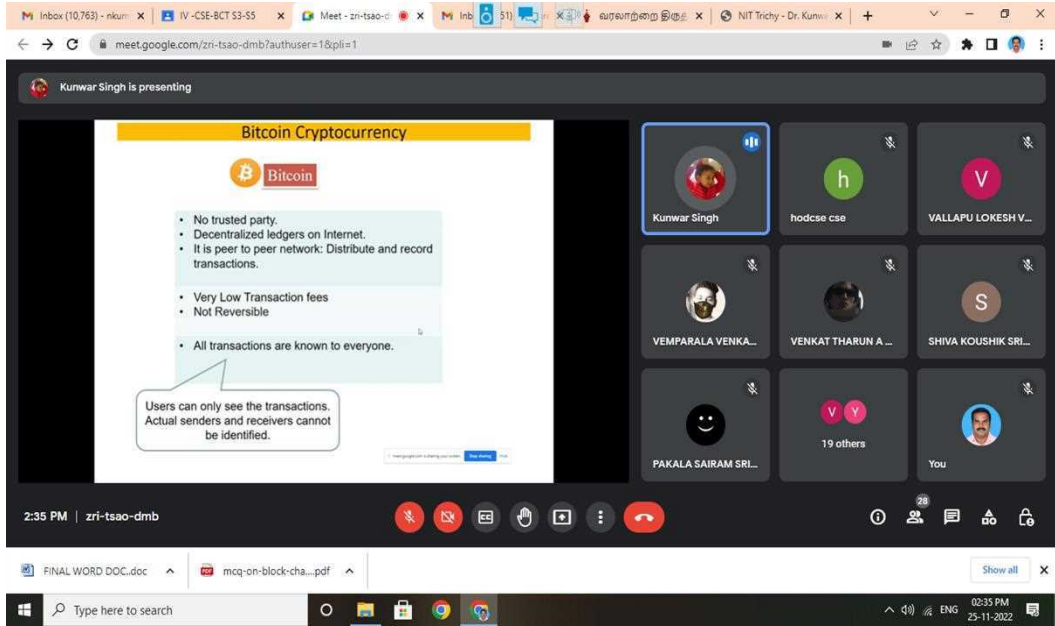 Inbox (10,763) - nkum
IV -CSE-BCT S3-S5
Meet - zri-tsao-d
Inb
51)
NIT Trichy - Dr. Kunwa
meet.google.com/zri-tsao-dmb?authuser=1&pli=1
Kunwar Singh is presenting
Bitcoin Cryptocurrency
Bitcoin
• No trusted party.
• Decentralized ledgers on Internet.
• It is peer to peer network: Distribute and record
transactions.
• Very Low Transaction fees
• Not Reversible
• All transactions are known to everyone.
Users can only see the transactions.
Actual senders and receivers cannot
be identified.
Stop sharing
Kunwar Singh
h
hodcse cse
V
VALLAPU LOKESH V...
VEMPARALA VENKA...
VENKAT THARUN A ...
S
SHIVA KOUSHIK SRI...
PAKALA SAIRAM SRI...
V Y
19 others
You
2:35 PM | zri-tsao-dmb
28
FINAL WORD DOC..doc
mcq-on-block-cha....pdf
Show all
Type here to search
ENG
02:35 PM
25-11-2022